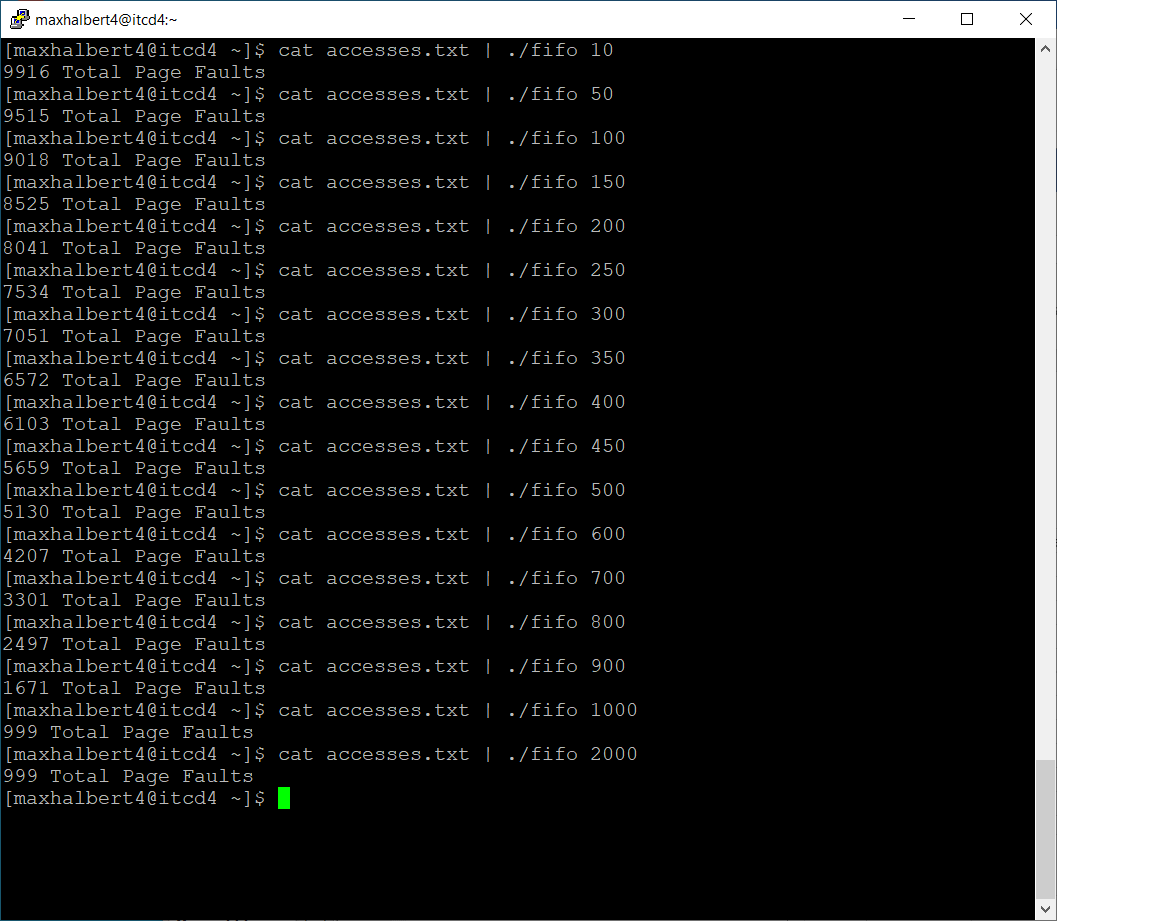 maxhalbert4@itcd4:~
[maxhalbert4@itcd4 ~]$ cat accesses.txt | ./fifo 10
9916 Total Page Faults
[maxhalbert4@itcd4 ~]$ cat accesses.txt | ./fifo 50
9515 Total Page Faults
[maxhalbert4@itcd4 ~]$ cat accesses.txt | ./fifo 100
9018 Total Page Faults
[maxhalbert4@itcd4 ~]$ cat accesses.txt | ./fifo 150
8525 Total Page Faults
[maxhalbert4@itcd4 ~]$ cat accesses.txt | ./fifo 200
8041 Total Page Faults
[maxhalbert4@itcd4 ~]$ cat accesses.txt | ./fifo 250
7534 Total Page Faults
[maxhalbert4@itcd4 ~]$ cat accesses.txt | ./fifo 300
7051 Total Page Faults
[maxhalbert4@itcd4 ~]$ cat accesses.txt | ./fifo 350
6572 Total Page Faults
[maxhalbert4@itcd4 ~]$ cat accesses.txt | ./fifo 400
6103 Total Page Faults
[maxhalbert4@itcd4 ~]$ cat accesses.txt | ./fifo 450
5659 Total Page Faults
[maxhalbert4@itcd4 ~]$ cat accesses.txt | ./fifo 500
5130 Total Page Faults
[maxhalbert4@itcd4 ~]$ cat accesses.txt | ./fifo 600
4207 Total Page Faults
[maxhalbert4@itcd4 ~]$ cat accesses.txt | ./fifo 700
3301 Total Page Faults
[maxhalbert4@itcd4 ~]$ cat accesses.txt | ./fifo 800
2497 Total Page Faults
[maxhalbert4@itcd4 ~]$ cat accesses.txt | ./fifo 900
1671 Total Page Faults
[maxhalbert4@itcd4 ~]$ cat accesses.txt | ./fifo 1000
999 Total Page Faults
[maxhalbert4@itcd4 ~]$ cat accesses.txt | ./fifo 2000
999 Total Page Faults
[maxhalbert4@itcd4 ~]$